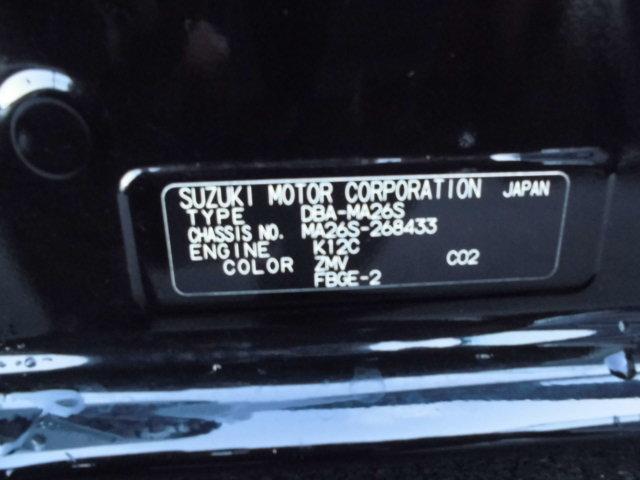 SUZUKI MOTOR CORPORATION JAPAN
TYPE DBA-MA26S
CHASSIS NO. MA26S-268433
ENGINE K12C
COLOR ZMV C02
FBGE-2